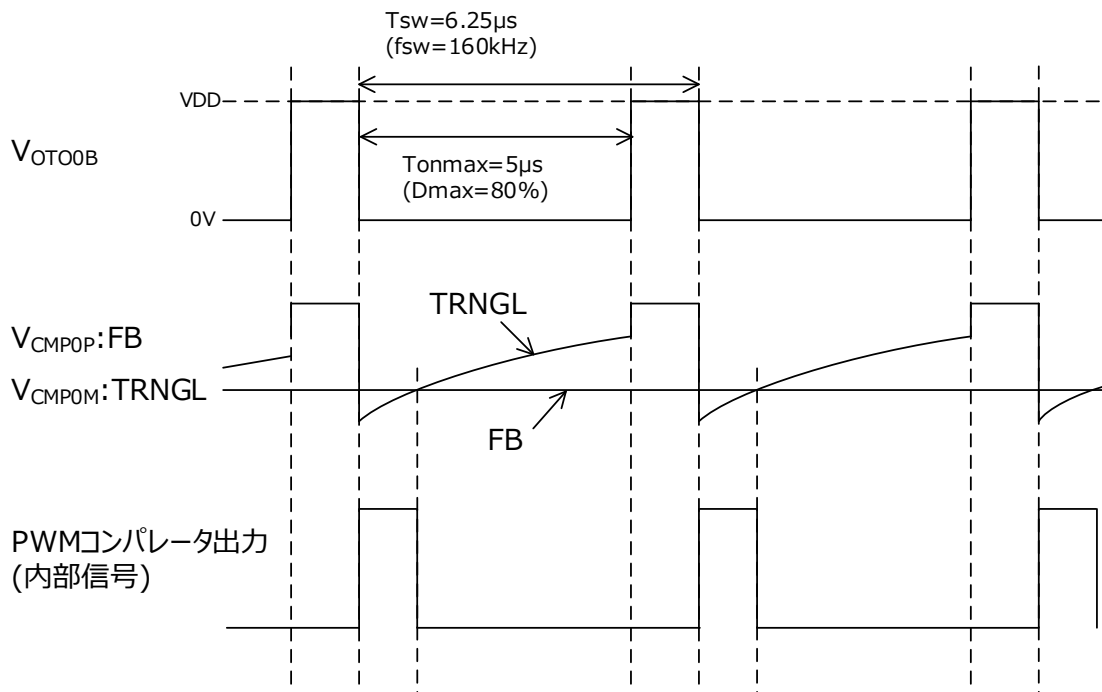 Tsw=6.25µs
(fsw=160kHz)
VDD
VOTO0B
Tonmax=5µs
(Dmax=80%)
0V
TRNGL
VCMP0P:FB
VCMP0M:TRNGL
FB
PWMコンパレータ出力
(内部信号)